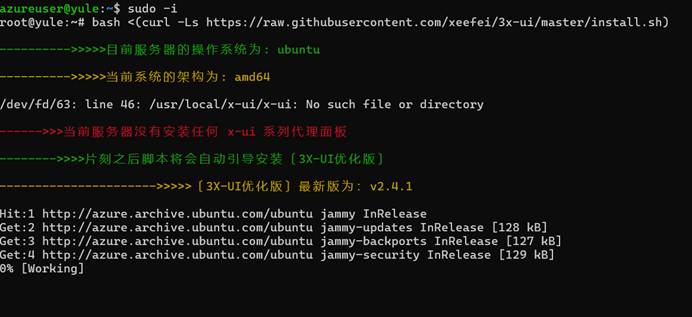 azureuser@yule:~$ sudo -i
root@yule:~# bash <(curl -Ls https://raw.githubusercontent.com/xeefei/3x-ui/master/install.sh)
---------->>>>>目前服务器的操作系统为: ubuntu
---------->>>>>当前系统的架构为: amd64
/dev/fd/63: line 46: /usr/local/x-ui/x-ui: No such file or directory
------>>>当前服务器没有安装任何 x-ui 系列代理面板
-------->>>>片刻之后脚本将会自动引导安装〔3X-UI优化版〕
---------------------->>>>>〔3X-UI优化版〕最新版为: v2.4.1
Hit:1 http://azure.archive.ubuntu.com/ubuntu jammy InRelease
Get:2 http://azure.archive.ubuntu.com/ubuntu jammy-updates InRelease [128 kB]
Get:3 http://azure.archive.ubuntu.com/ubuntu jammy-backports InRelease [127 kB]
Get:4 http://azure.archive.ubuntu.com/ubuntu jammy-security InRelease [129 kB]
0% [Working]